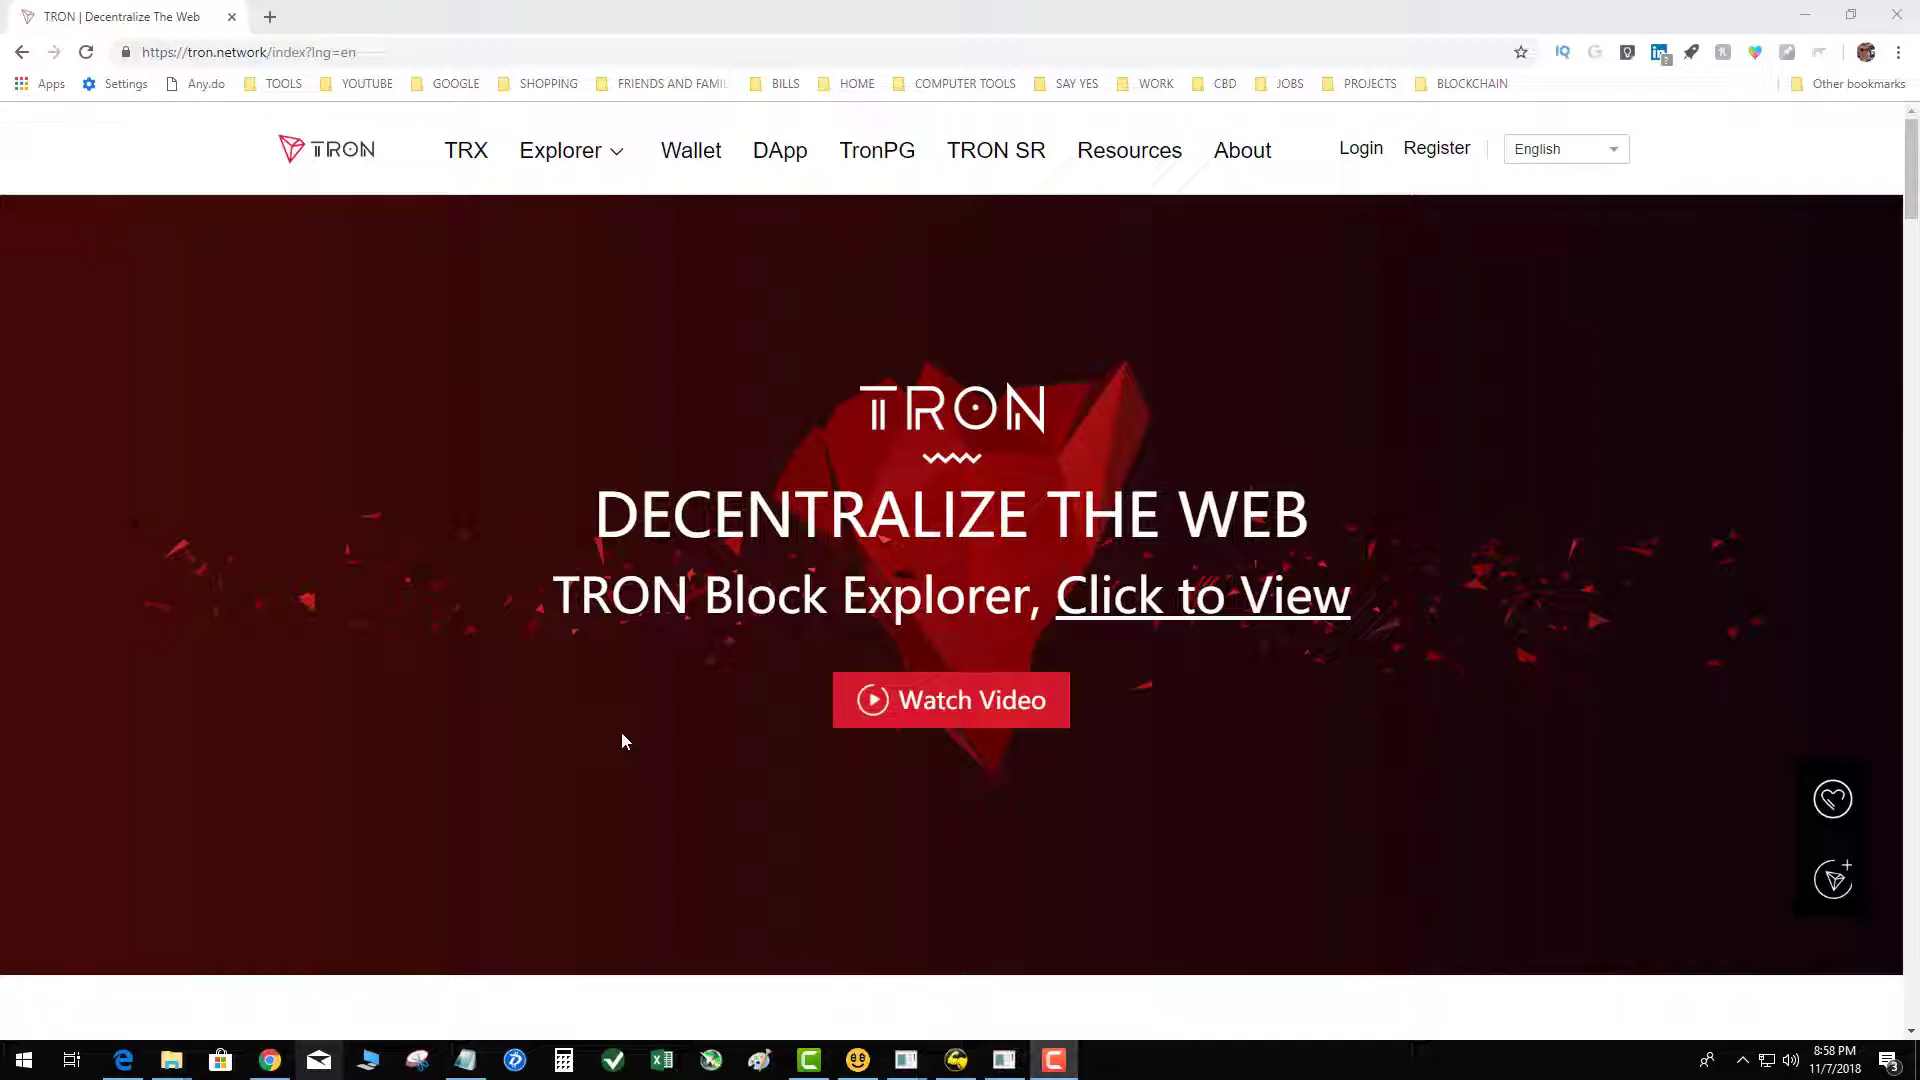 TRON | Decentralize The Web
https://tron.network/index?lng=en
Apps Settings Any.do TOOLS YOUTUBE GOOGLE SHOPPING FRIENDS AND FAMIL BILLS HOME COMPUTER TOOLS SAY YES WORK CBD JOBS PROJECTS BLOCKCHAIN Other bookmarks
TRON TRX Explorer Wallet DApp TronPG TRON SR Resources About Login Register English
TRON
DECENTRALIZE THE WEB
TRON Block Explorer, Click to View
Watch Video
8:58 PM
11/7/2018
3